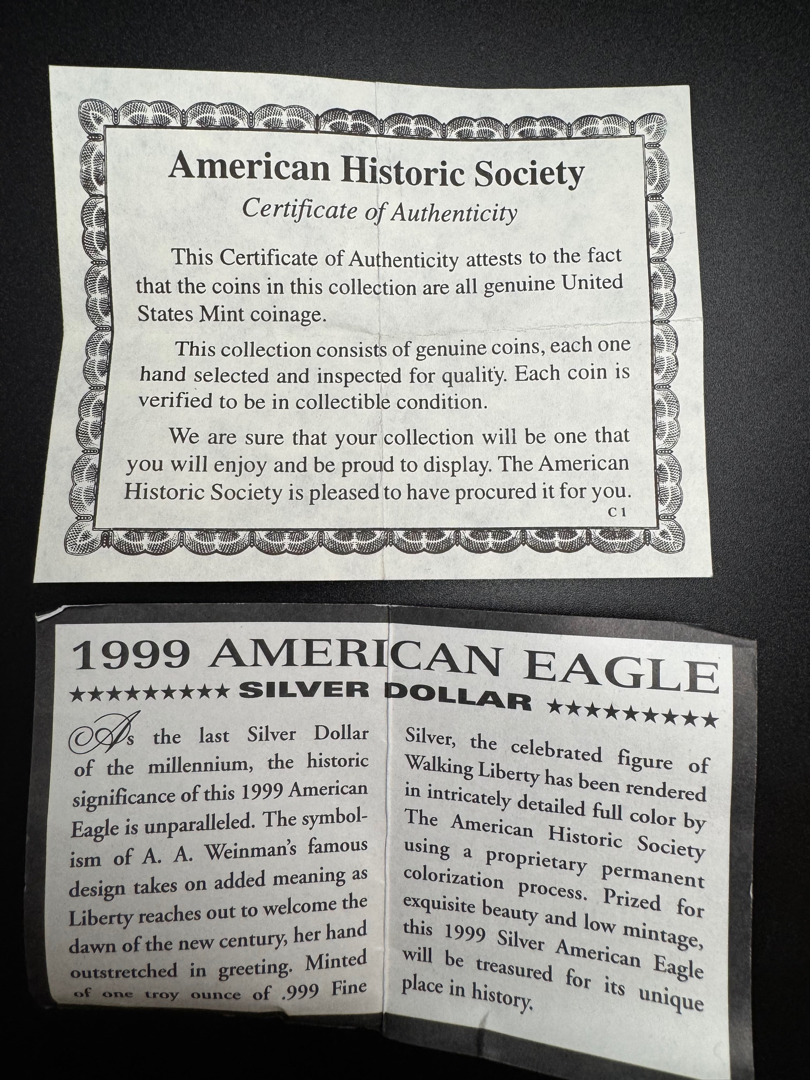 American Historic Society
Certificate of Authenticity
This Certificate of Authenticity attests to the fact
that the coins in this collection are all genuine United
States Mint coinage.
This collection consists of genuine coins, each one
hand selected and inspected for quality. Each coin is
verified to be in collectible condition.
We are sure that your collection will be one that
you will enjoy and be proud to display. The American
Historic Society is pleased to have procured it for you.
C 1
1999 AMERICAN EAGLE
★★★★★★★★★ SILVER DOLLAR ★★★★★★★★★
As the last Silver Dollar
of the millennium, the historic
significance of this 1999 American
Eagle is unparalleled. The symbol-
ism of A. A. Weinman's famous
design takes on added meaning as
Liberty reaches out to welcome the
dawn of the new century, her hand
outstretched in greeting. Minted
of one troy ounce of .999 Fine
Silver, the celebrated figure of
Walking Liberty has been rendered
in intricately detailed full color by
The American Historic Society
using a proprietary permanent
colorization process. Prized for
exquisite beauty and low mintage,
this 1999 Silver American Eagle
will be treasured for its unique
place in history.